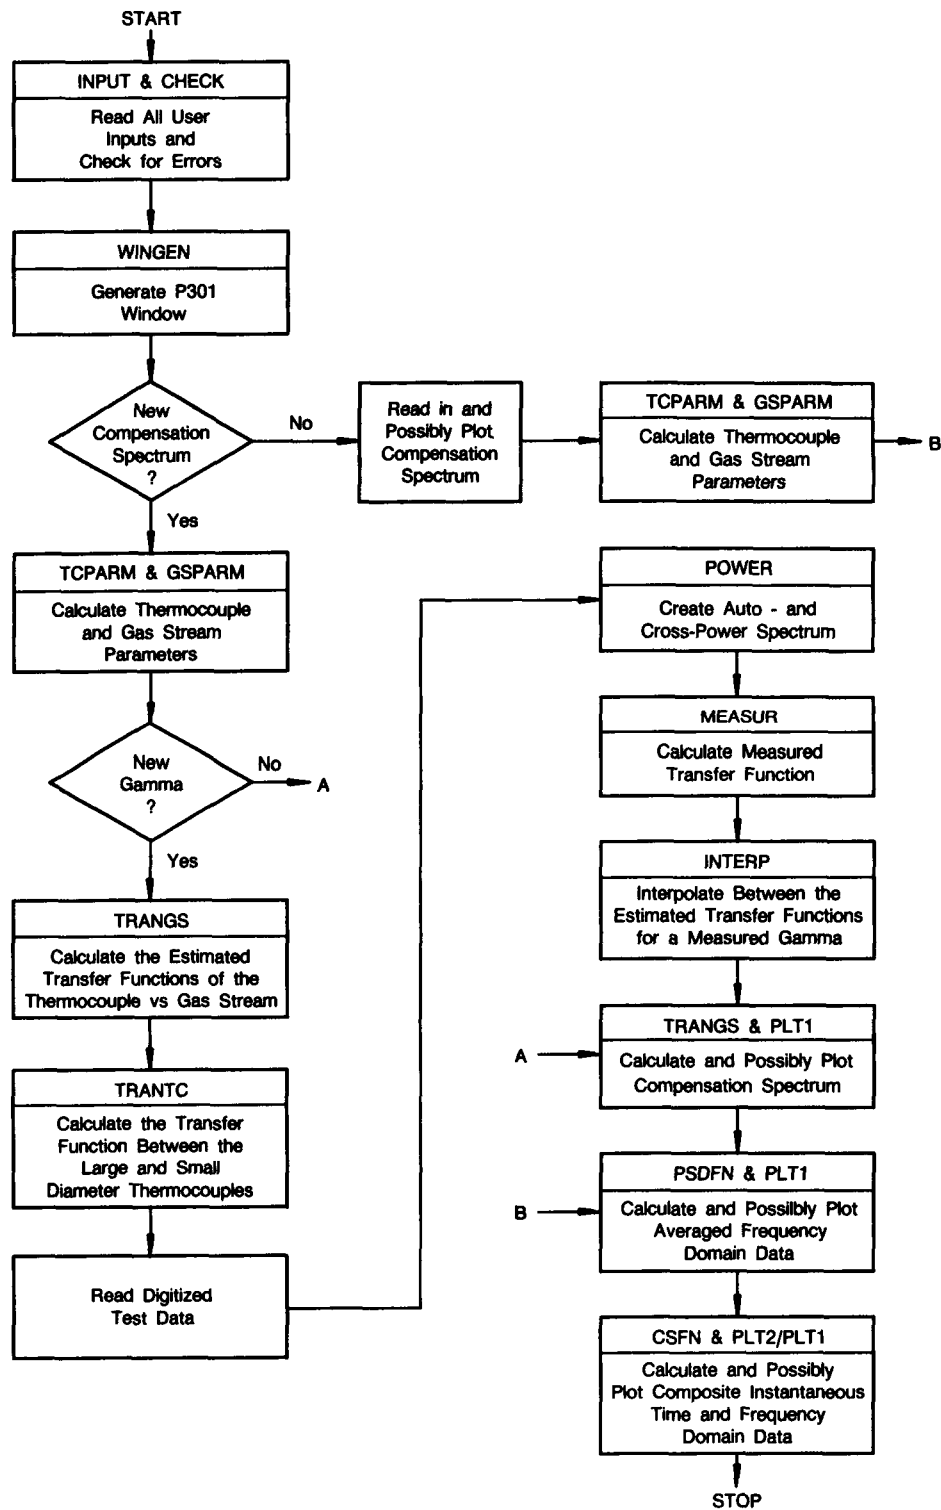 START
INPUT & CHECK
Read All User
Inputs and
Check for Errors
WINGEN
Generate P301
Window
New
Compensation
Spectrum
?
No
Read in and
Possibly Plot
Compensation
Spectrum
TCPARM & GSPARM
Calculate Thermocouple
and Gas Stream
Parameters
B
Yes
TCPARM & GSPARM
Calculate Thermocouple
and Gas Stream
Parameters
New
Gamma
?
No
A
Yes
TRANGS
Calculate the Estimated
Transfer Functions of the
Thermocouple vs Gas Stream
TRANTC
Calculate the Transfer
Function Between the
Large and Small
Diameter Thermocouples
Read Digitized
Test Data
POWER
Create Auto - and
Cross-Power Spectrum
MEASUR
Calculate Measured
Transfer Function
INTERP
Interpolate Between the
Estimated Transfer Functions
for a Measured Gamma
A
TRANGS & PLT1
Calculate and Possibly Plot
Compensation Spectrum
B
PSDFN & PLT1
Calculate and Possilbly Plot
Averaged Frequency
Domain Data
CSFN & PLT2/PLT1
Calculate and Possibly
Plot Composite Instantaneous
Time and Frequency
Domain Data
STOP